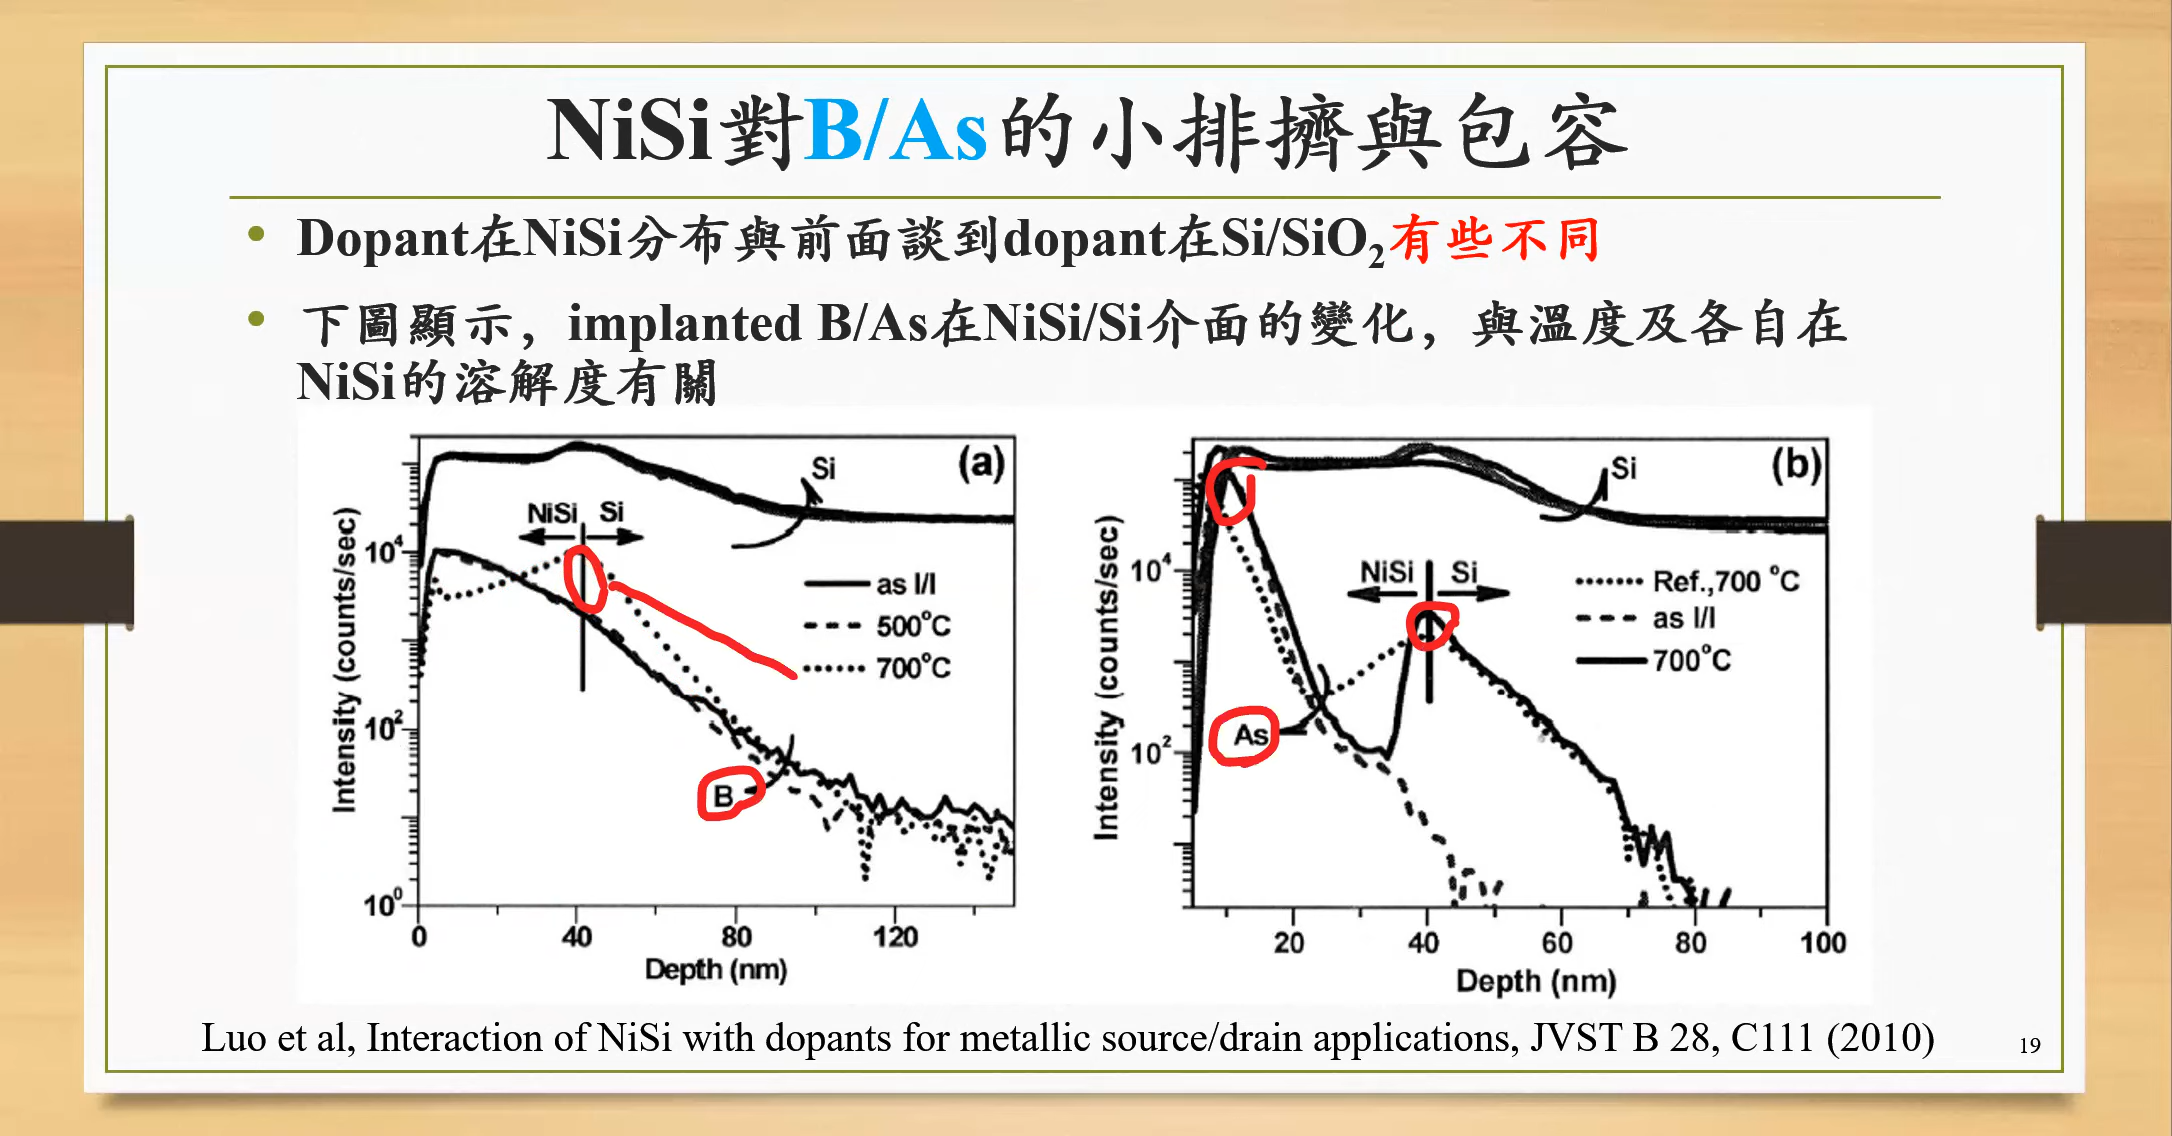 NiSi對B/As的小排擠與包容
• Dopant在NiSi分布與前面談到dopant在Si/SiO₂有些不同
• 下圖顯示，implanted B/As在NiSi/Si介面的變化，與溫度及各自在
NiSi的溶解度有關
(a)
Si
NiSi Si
as I/I
500°C
700°C
B
Intensity (counts/sec)
10⁴
10²
10⁰
0 40 80 120
Depth (nm)
(b)
Si
NiSi Si
Ref.,700 °C
as I/I
700°C
As
Intensity (counts/sec)
10⁴
10²
20 40 60 80 100
Depth (nm)
Luo et al, Interaction of NiSi with dopants for metallic source/drain applications, JVST B 28, C111 (2010)
19